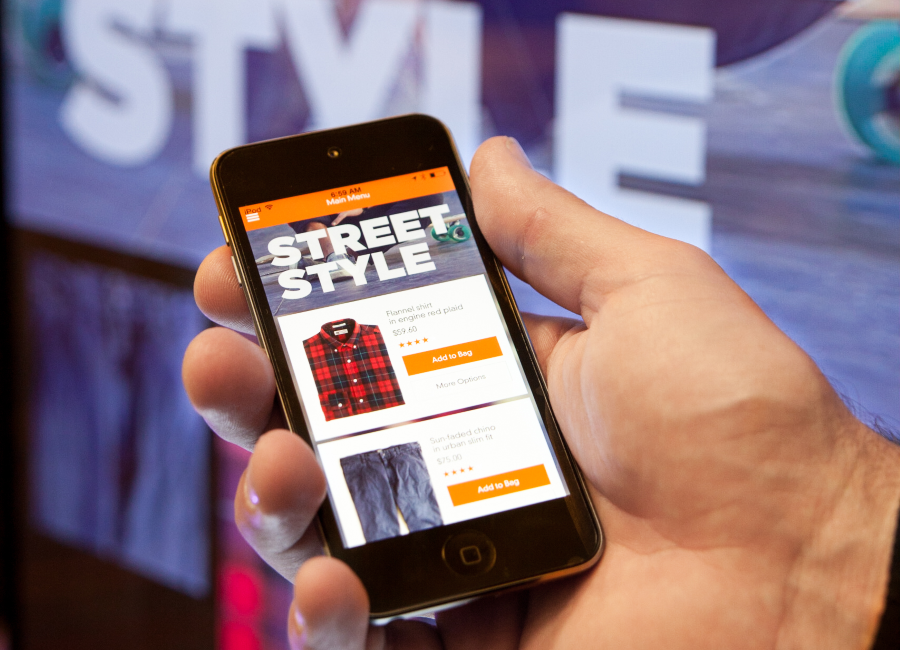 STYLE
iPod
6:59 AM
Main Menu
STREET
STYLE
Flannel shirt
in engine red plaid
$59.60
Add to Bag
More Options
Sun faded chino
in urban slim fit
$75.00
Add to Bag